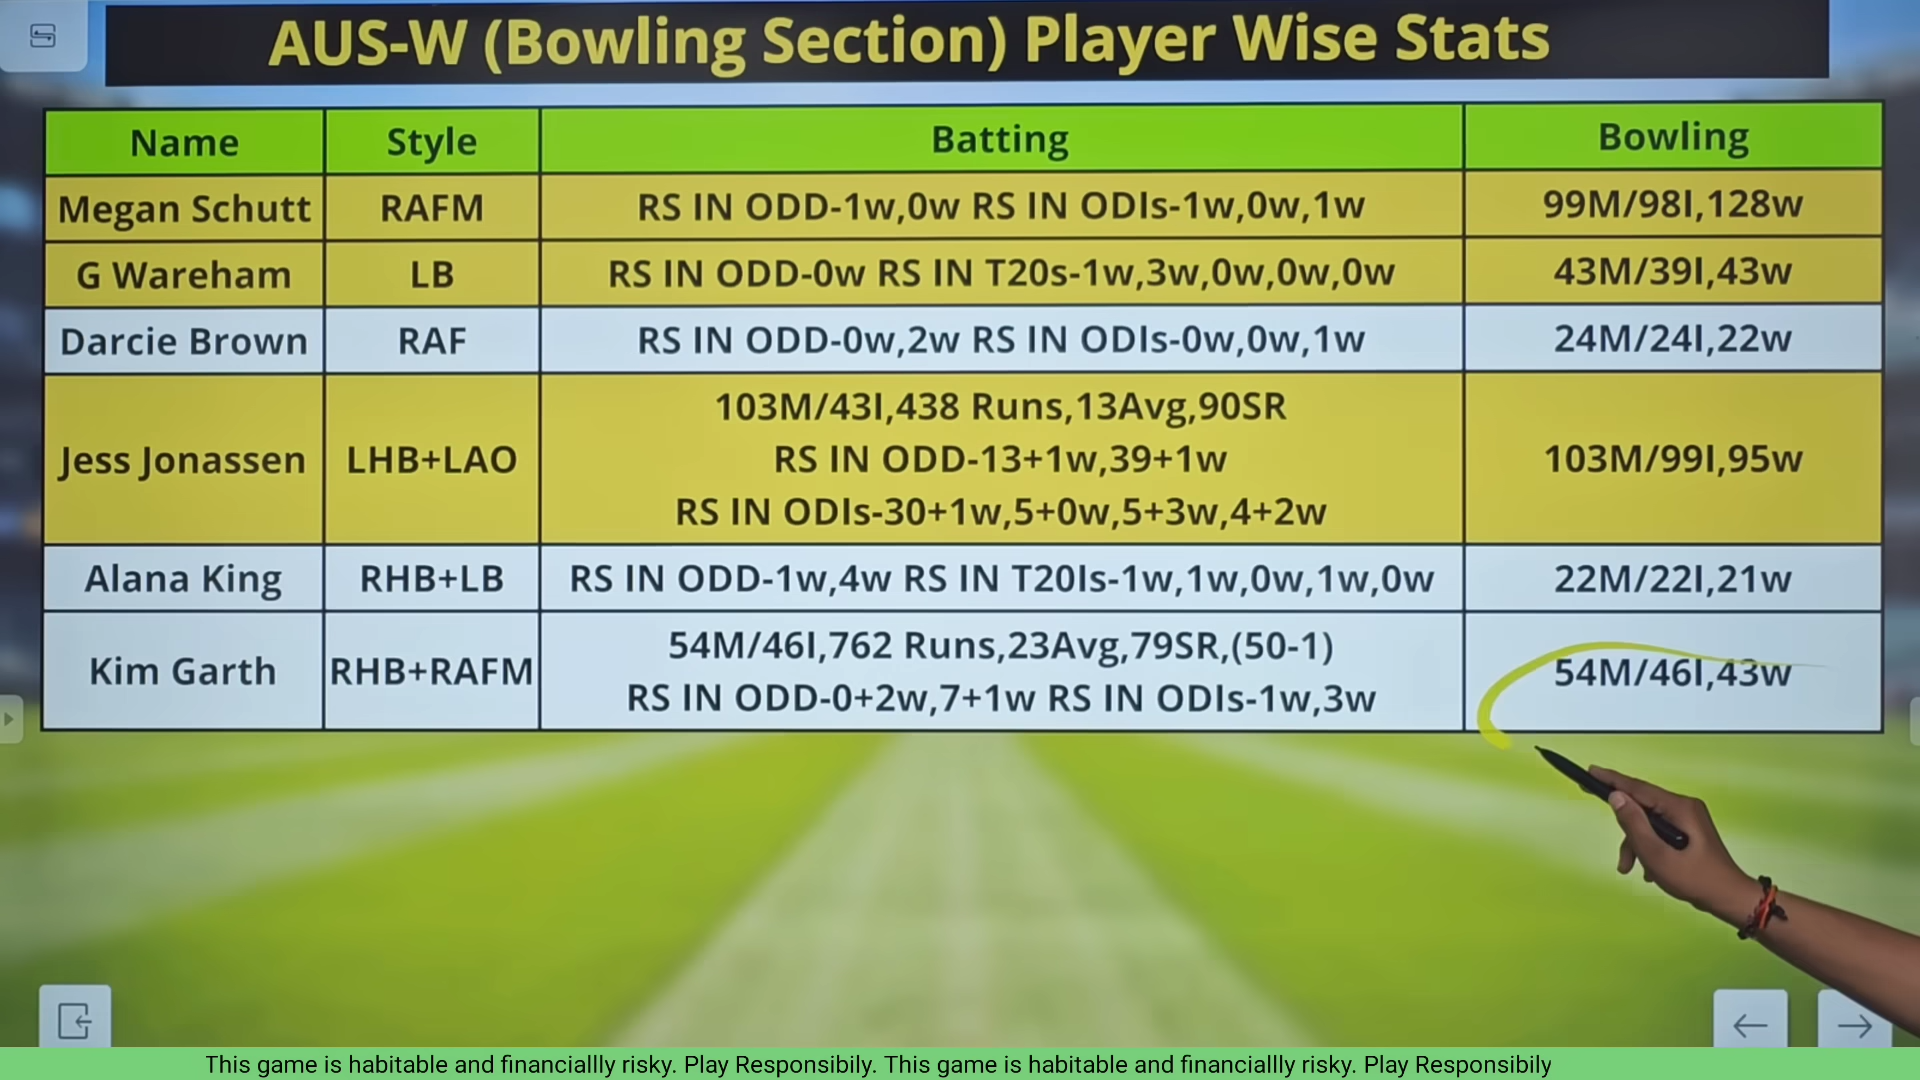 AUS-W (Bowling Section) Player Wise Stats
Name Style Batting Bowling
Megan Schutt RAFM RS IN ODD-1w,0w RS IN ODIs-1w,0w,1w 99M/98I,128w
G Wareham LB RS IN ODD-0w RS IN T20s-1w,3w,0w,0w,0w 43M/39I,43w
Darcie Brown RAF RS IN ODD-0w,2w RS IN ODIs-0w,0w,1w 24M/24I,22w
103M/43I,438 Runs,13Avg,90SR
Jess Jonassen LHB+LAO RS IN ODD-13+1w,39+1w 103M/99I,95w
RS IN ODIs-30+1w,5+0w,5+3w,4+2w
Alana King RHB+LB RS IN ODD-1w,4w RS IN T20Is-1w,1w,0w,1w,0w 22M/22I,21w
54M/46I,762 Runs,23Avg,79SR,(50-1)
Kim Garth RHB+RAFM 54M/46I,43w
RS IN ODD-0+2w,7+1w RS IN ODIs-1w,3w
This game is habitable and financiallly risky. Play Responsibily. This game is habitable and financiallly risky. Play Responsibily